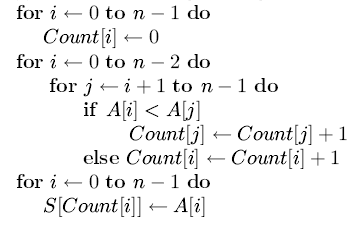 for i ← 0 to n − 1 do
Count[i] ← 0
for i ← 0 to n − 2 do
for j ← i + 1 to n − 1 do
if A[i] < A[j]
Count[j] ← Count[j] + 1
else Count[i] ← Count[i] + 1
for i ← 0 to n − 1 do
S[Count[i]] ← A[i]